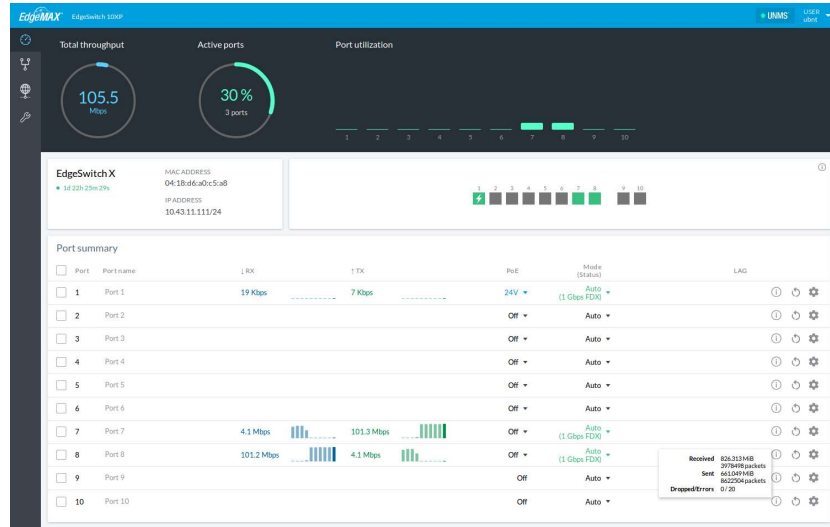 EdgeMAX EdgeSwitch 10XP UNMS USER ubnt
Total throughput Active ports Port utilization
105.5 Mbps
30 %
3 ports
1 2 3 4 5 6 7 8 9 10
EdgeSwitch X
1d 22h 25m 29s
MAC ADDRESS
04:18:d6:a0:c5:a8
IP ADDRESS
10.43.11.111/24
1 2 3 4 5 6 7 8 9 10
Port summary
Port Port name ↓ RX ↑ TX PoE Mode (Status) LAG
1 Port 1 19 Kbps 7 Kbps 24V Auto (1 Gbps FDX)
2 Port 2 Off Auto
3 Port 3 Off Auto
4 Port 4 Off Auto
5 Port 5 Off Auto
6 Port 6 Off Auto
7 Port 7 4.1 Mbps 101.3 Mbps Off Auto (1 Gbps FDX)
8 Port 8 101.2 Mbps 4.1 Mbps Off Auto (1 Gbps FDX)
Received 826.313 MiB
3978498 packets
Sent 661.049 MiB
8622504 packets
Dropped/Errors 0 / 20
9 Port 9 Off Auto
10 Port 10 Off Auto